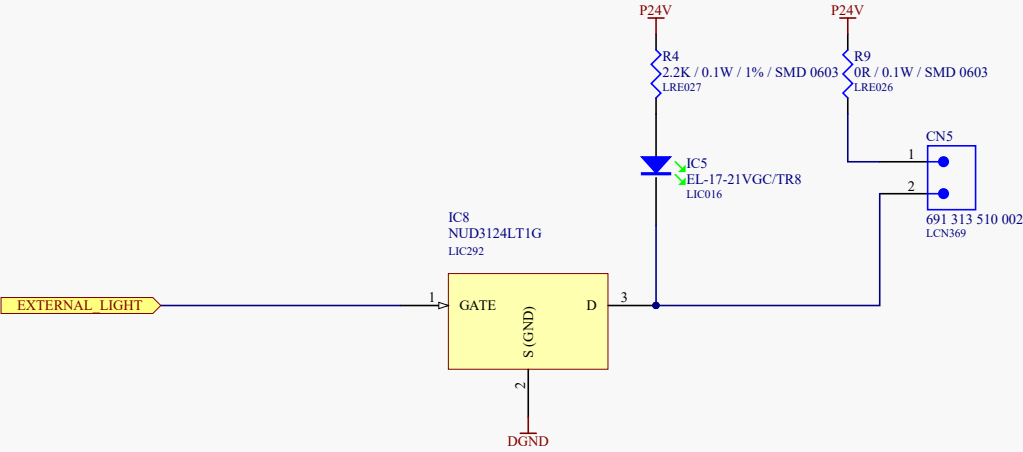 P24V
P24V
R4
2.2K / 0.1W / 1% / SMD 0603
LRE027
R9
0R / 0.1W / SMD 0603
LRE026
CN5
1
2
691 313 510 002
LCN369
IC5
EL-17-21VGC/TR8
LIC016
IC8
NUD3124LT1G
LIC292
EXTERNAL_LIGHT
1
GATE
S (GND)
D
3
2
DGND